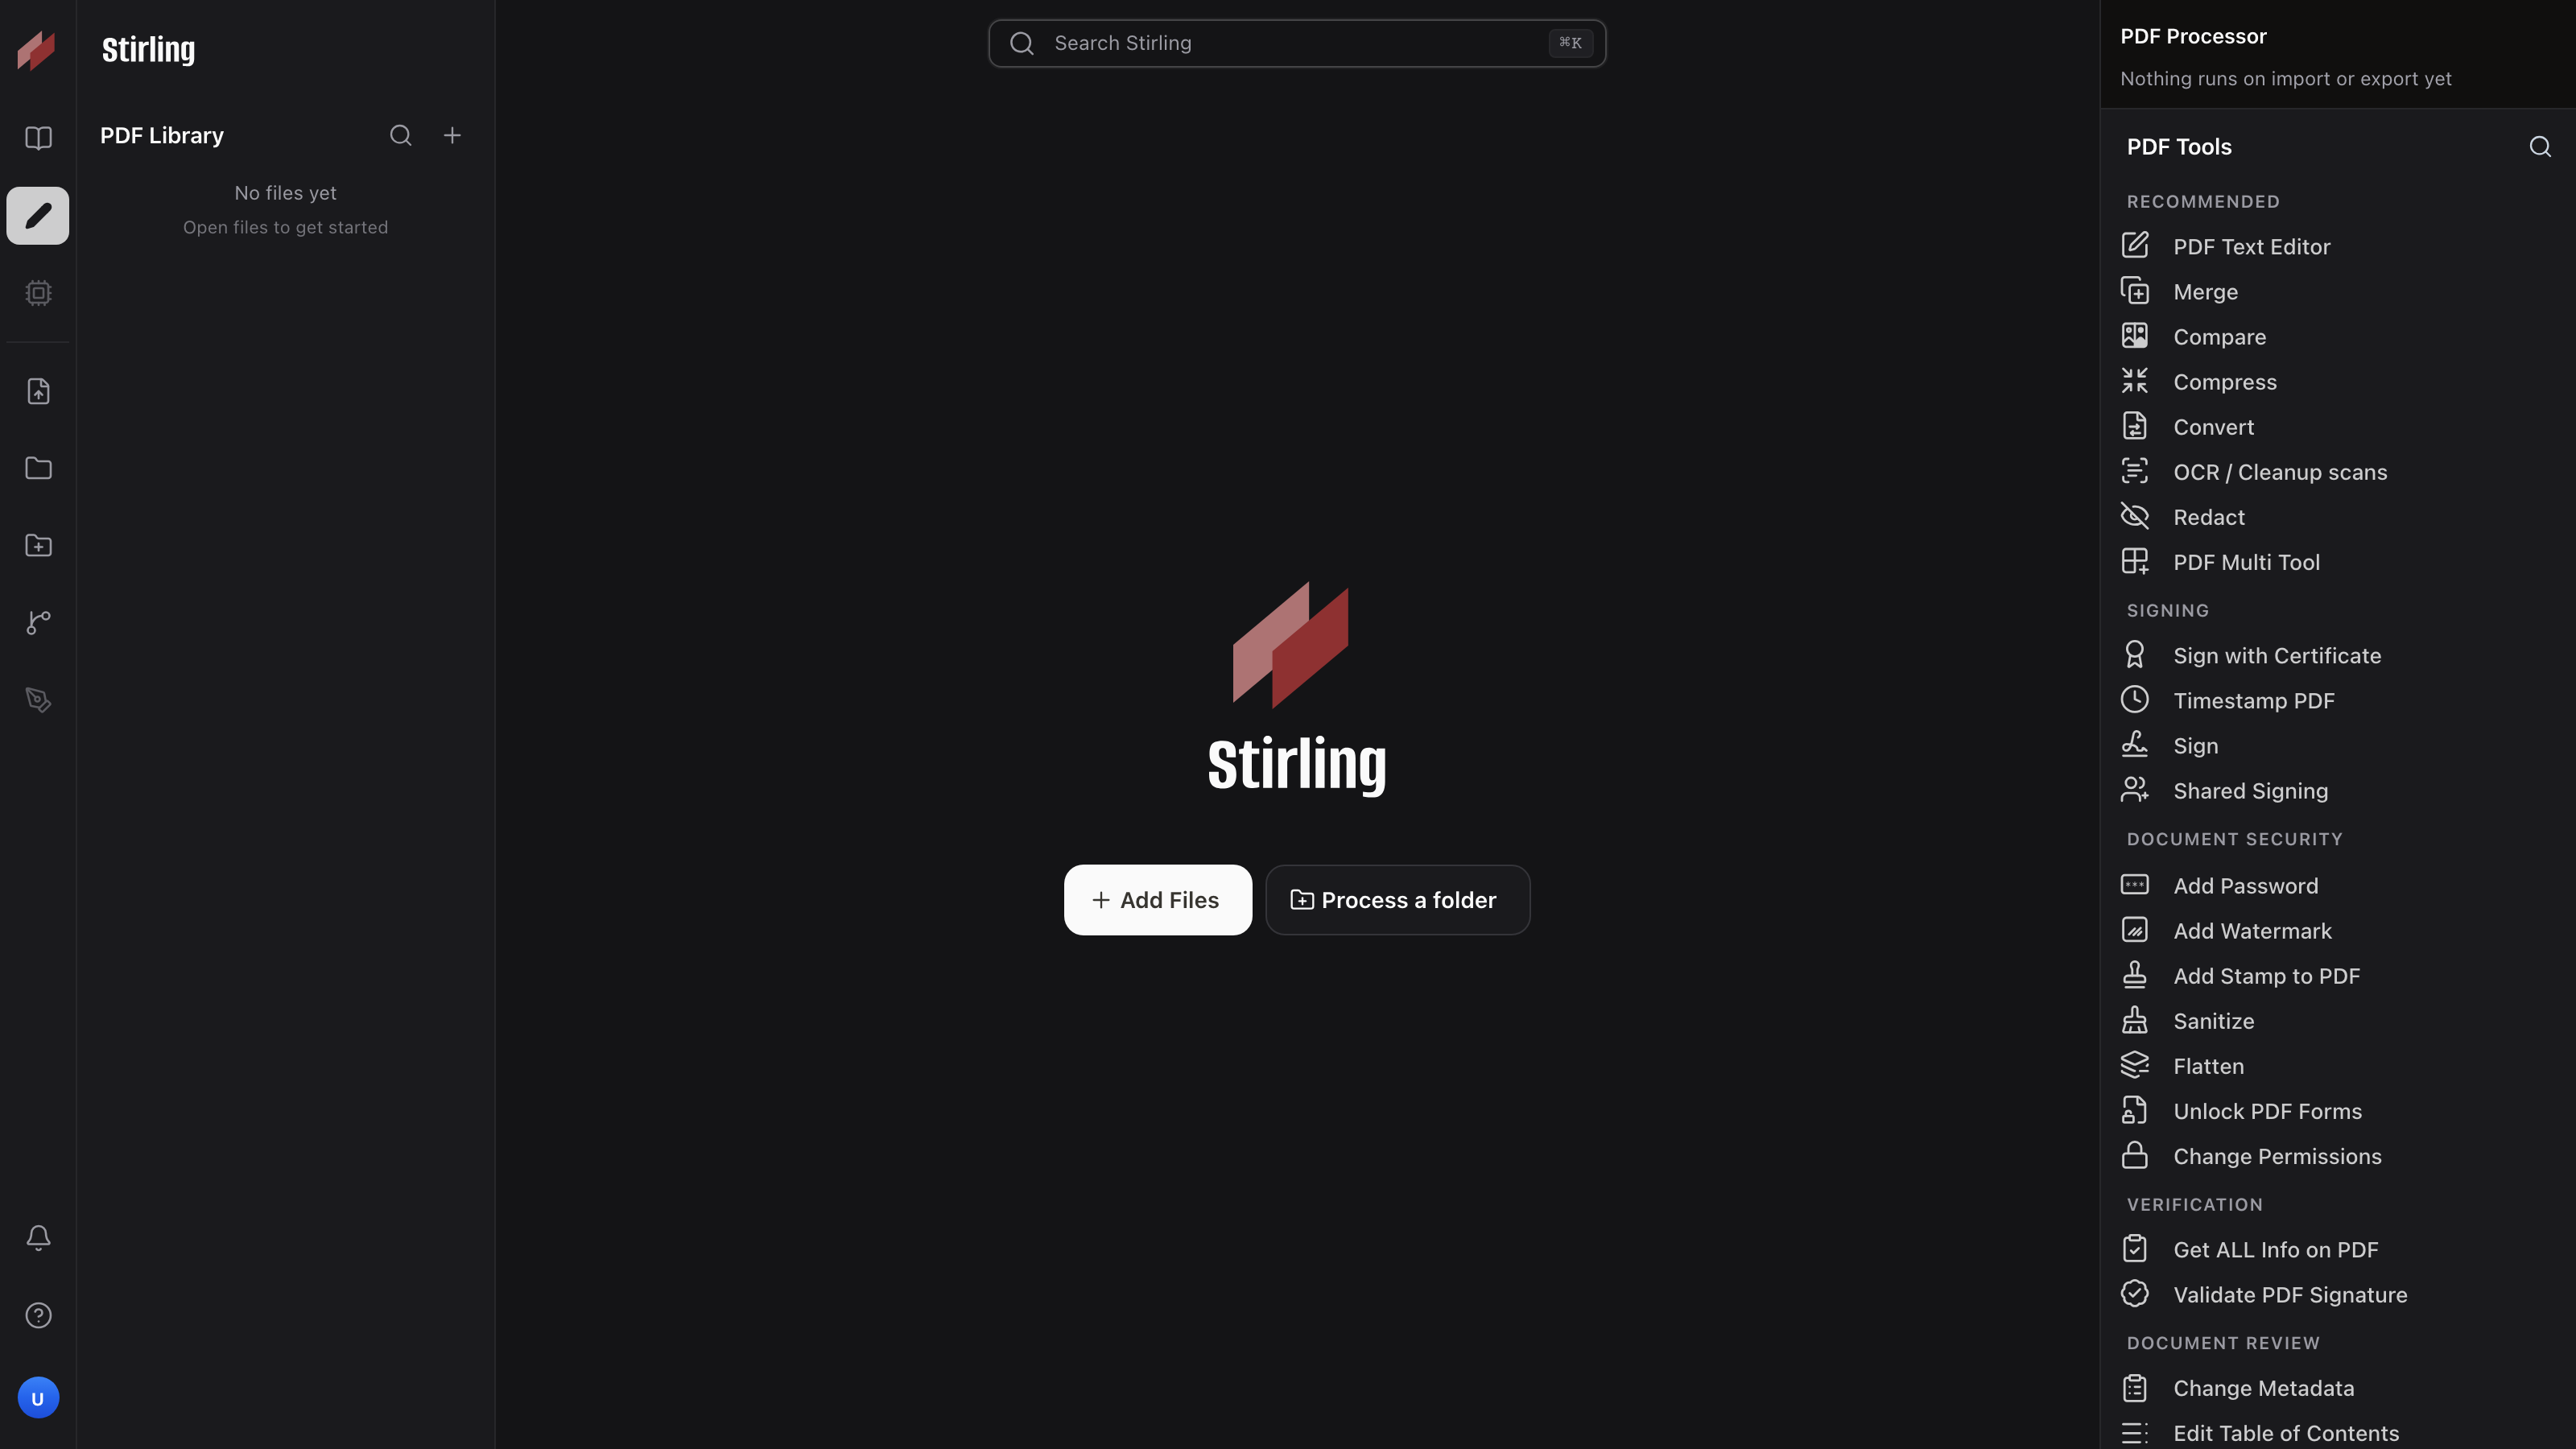 Stirling
PDF Library
No files yet
Open files to get started
U
Search Stirling
⌘K
Stirling
Add Files
Process a folder
PDF Processor
Nothing runs on import or export yet
PDF Tools
RECOMMENDED
PDF Text Editor
Merge
Compare
Compress
Convert
OCR / Cleanup scans
Redact
PDF Multi Tool
SIGNING
Sign with Certificate
Timestamp PDF
Sign
Shared Signing
DOCUMENT SECURITY
Add Password
Add Watermark
Add Stamp to PDF
Sanitize
Flatten
Unlock PDF Forms
Change Permissions
VERIFICATION
Get ALL Info on PDF
Validate PDF Signature
DOCUMENT REVIEW
Change Metadata
Edit Table of Contents